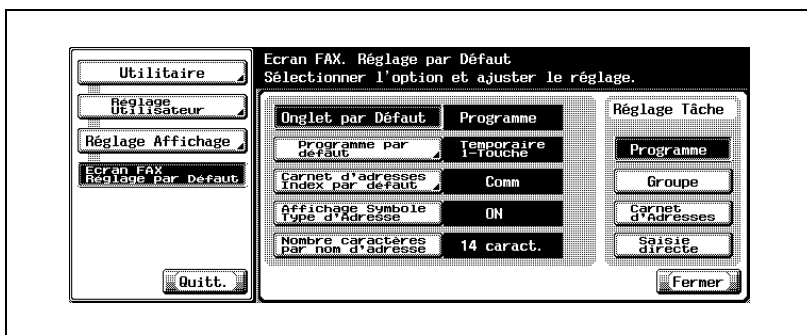 Utilitaire
Réglage
Utilisateur
Réglage Affichage
Ecran FAX
Réglage par Défaut
Quitt.
Ecran FAX. Réglage par Défaut
Sélectionner l'option et ajuster le réglage.
Onglet par Défaut Programme
Programme par
défaut
Temporaire
1-Touche
Carnet d'adresses
Index par défaut
Comm
Affichage Symbole
Type d'Adresse
ON
Nombre caractères
par nom d'adresse
14 caract.
Réglage Tâche
Programme
Groupe
Carnet
d'Adresses
Saisie
directe
Fermer